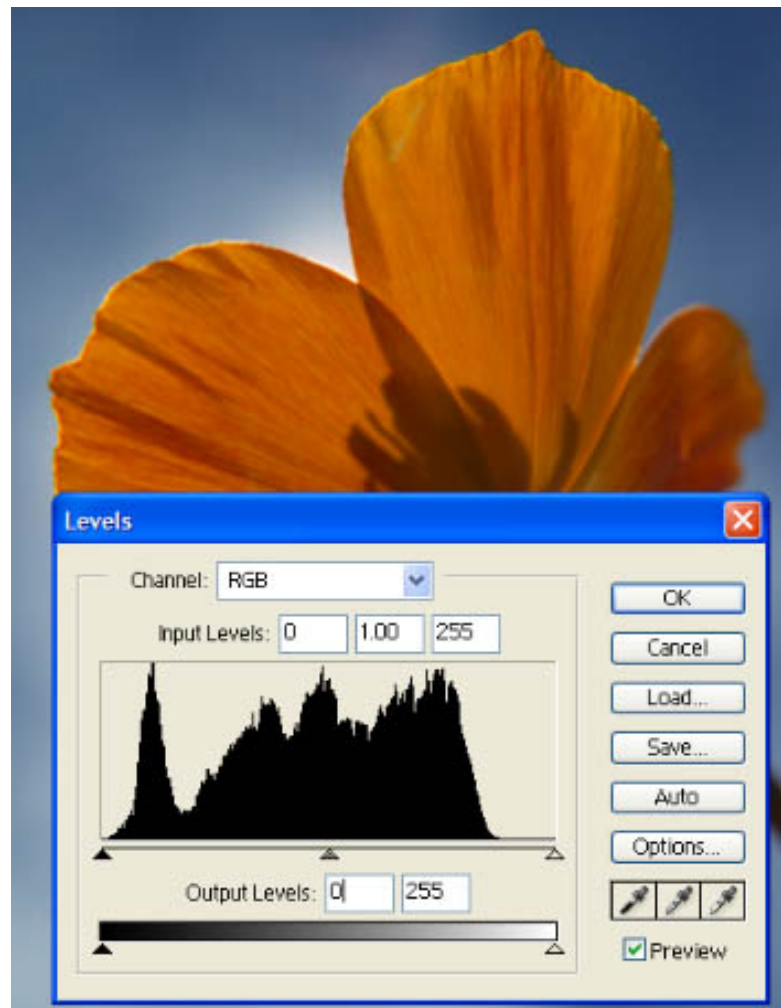 Levels
Channel: RGB
Input Levels: 0 1.00 255
Output Levels: 0 255
OK
Cancel
Load...
Save...
Auto
Options...
Preview